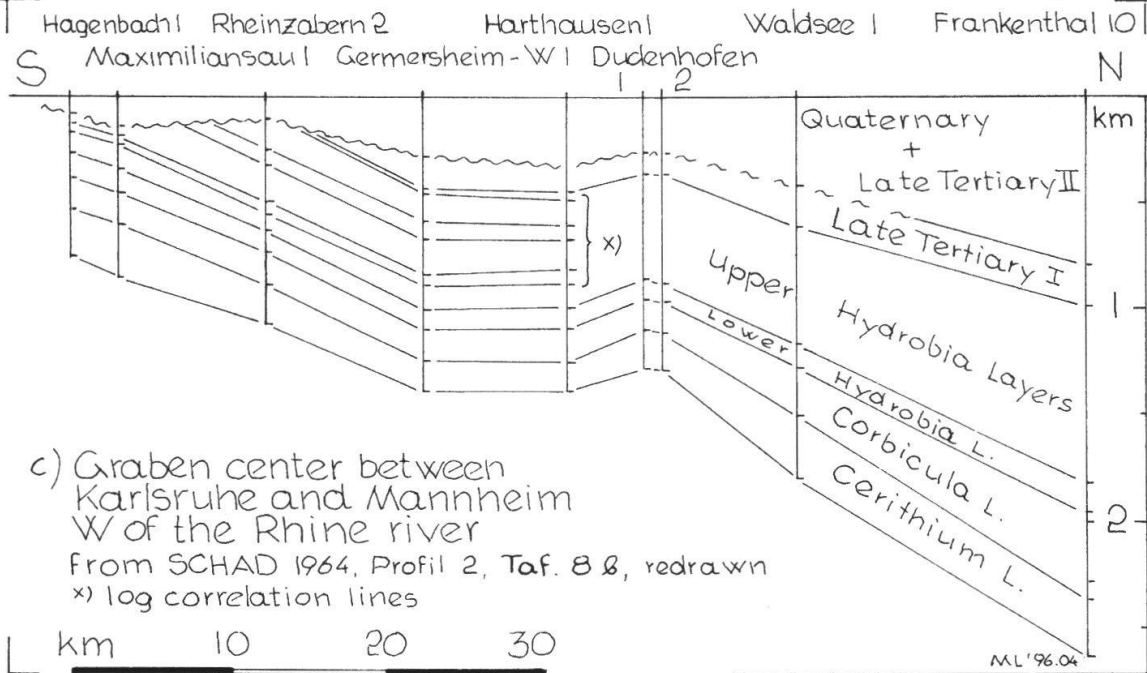 Hagenbach 1 Rheinzabern 2 Harthausen 1 Waldsee 1 Frankenthal 10
Maximiliansau 1 Germersheim-W 1 Dudenhofen
S 1 2 N
Quaternary km
+
Late Tertiary II
Late Tertiary I
x)
Upper
Hydrobia Layers
1
Lower
Hydrobia L.
Corbicula L.
Cerithium L.
2
c) Graben center between
Karlsruhe and Mannheim
W of the Rhine river
From SCHAD 1964, Profil 2, Taf. 8 b, redrawn
x) log correlation lines
km 10 20 30
ML '96.04